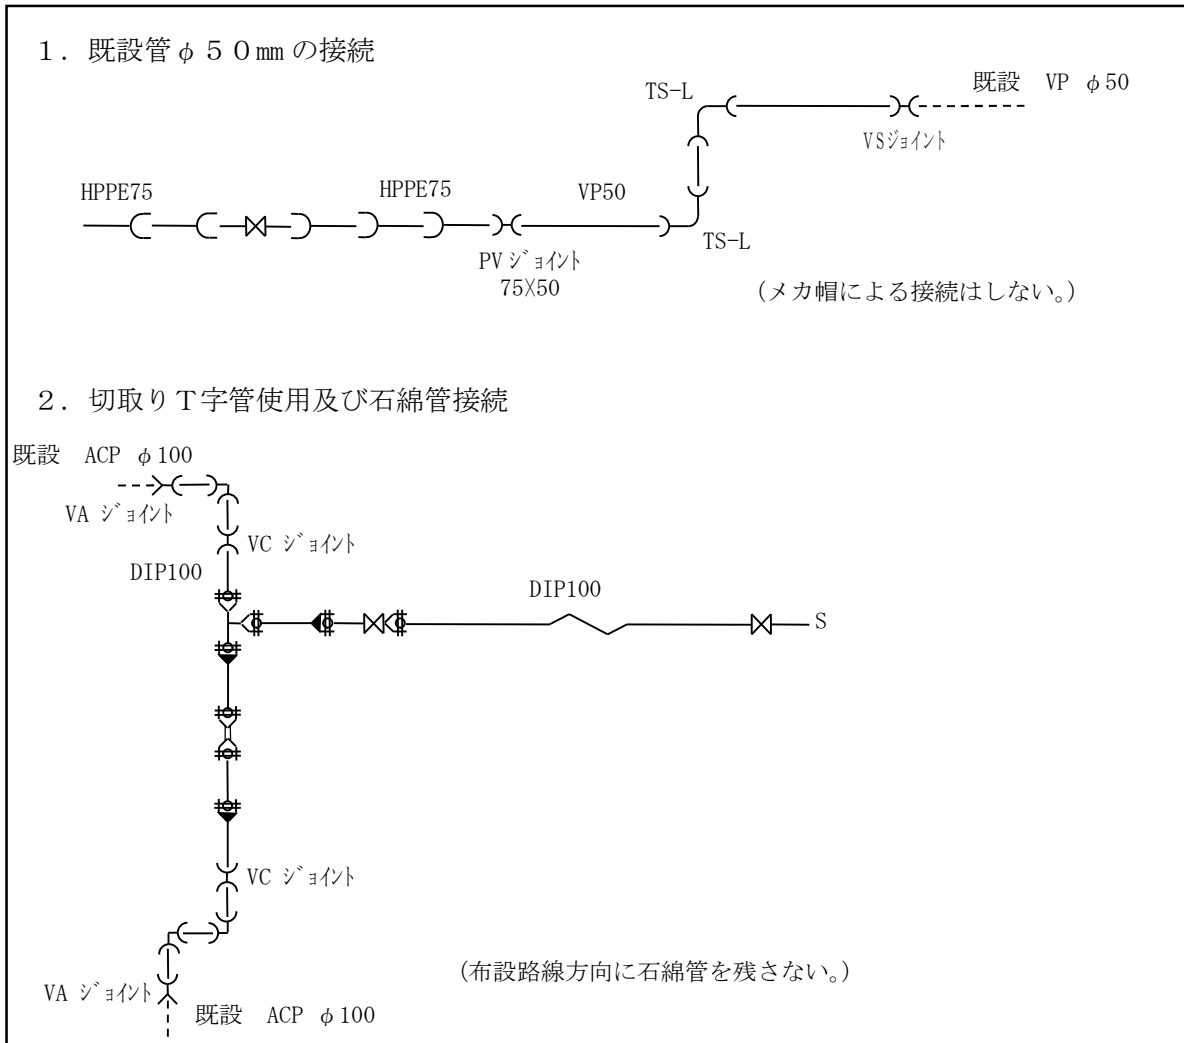 １．既設管φ５０㎜の接続
TS-L
既設　VP φ50
VSジョイント
HPPE75
HPPE75
VP50
TS-L
PVジョイント
75X50
（メカ帽による接続はしない。）
２．切取りＴ字管使用及び石綿管接続
既設　ACP φ100
VA ジョイント
VC ジョイント
DIP100
DIP100
S
VC ジョイント
（布設路線方向に石綿管を残さない。）
VA ジョイント
既設　ACP φ100